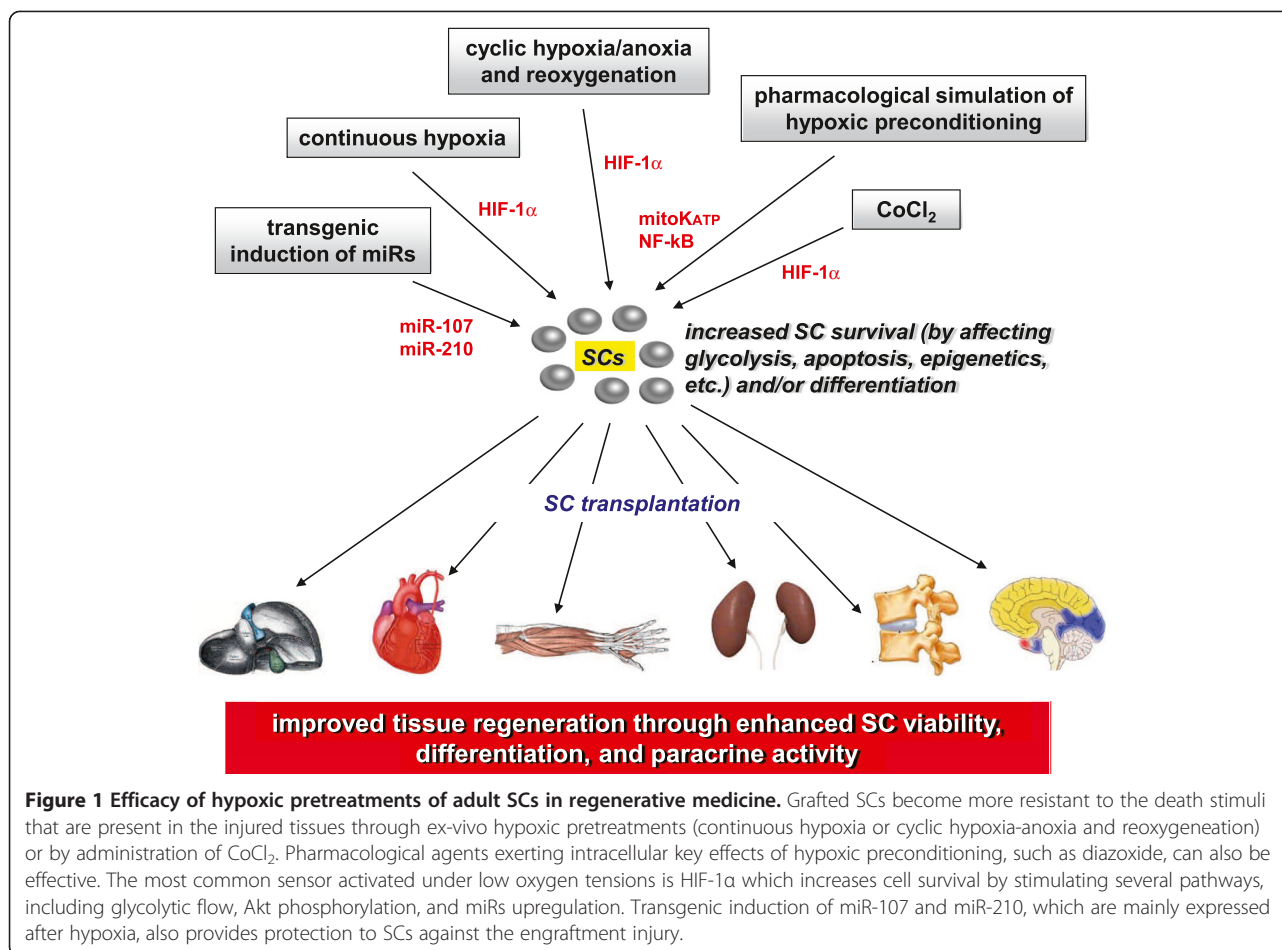 cyclic hypoxia/anoxia
and reoxygenation
pharmacological simulation of
hypoxic preconditioning
continuous hypoxia
HIF-1α
CoCl₂
HIF-1α
mitoKATP
NF-kB
transgenic
induction of miRs
HIF-1α
miR-107
miR-210
SCs
increased SC survival (by affecting
glycolysis, apoptosis, epigenetics,
etc.) and/or differentiation
SC transplantation
improved tissue regeneration through enhanced SC viability,
differentiation, and paracrine activity
Figure 1 Efficacy of hypoxic pretreatments of adult SCs in regenerative medicine. Grafted SCs become more resistant to the death stimuli
that are present in the injured tissues through ex-vivo hypoxic pretreatments (continuous hypoxia or cyclic hypoxia-anoxia and reoxygeneation)
or by administration of CoCl₂. Pharmacological agents exerting intracellular key effects of hypoxic preconditioning, such as diazoxide, can also be
effective. The most common sensor activated under low oxygen tensions is HIF-1α which increases cell survival by stimulating several pathways,
including glycolytic flow, Akt phosphorylation, and miRs upregulation. Transgenic induction of miR-107 and miR-210, which are mainly expressed
after hypoxia, also provides protection to SCs against the engraftment injury.